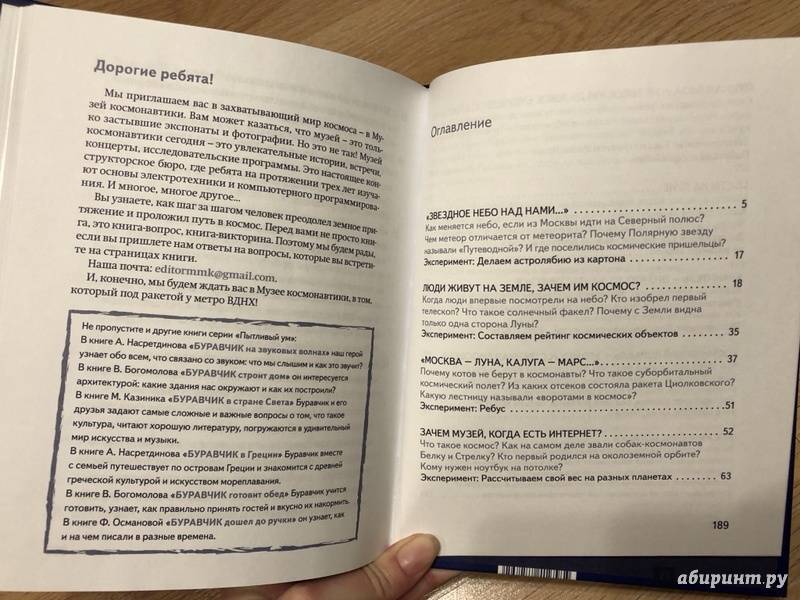 Дорогие ребята!
Мы приглашаем вас в захватывающий мир космоса – в Му-
зей космонавтики. Вам может казаться, что музей – это толь-
ко застывшие экспонаты и фотографии. Но это не так! Музей
космонавтики сегодня – это увлекательные истории, встречи,
концерты, исследовательские программы. Это настоящее кон-
структорское бюро, где ребята на протяжении трех лет изуча-
ют основы электротехники и компьютерного программирова-
ния. И многое, многое другое...
Вы узнаете, как шаг за шагом человек преодолел земное при-
тяжение и проложил путь в космос. Перед вами не просто кни-
га, это книга-вопрос, книга-викторина. Поэтому мы будем рады,
если вы пришлете нам ответы на вопросы, которые вы встрети-
те на страницах книги.
Наша почта: editormmk@gmail.com.
И, конечно, мы будем ждать вас в Музее космонавтики, в том,
который под ракетой у метро ВДНХ!
Не пропустите и другие книги серии «Пытливый ум»:
В книге А. Насретдинова «БУРАВЧИК на звуковых волнах» наш герой
узнает обо всем, что связано со звуком: что мы слышим и как это звучит?
В книге В. Богомолова «БУРАВЧИК строит дом» он интересуется
архитектурой: какие здания нас окружают и как их построили?
В книге М. Казиника «БУРАВЧИК в стране Света» Буравчик и его
друзья задают самые сложные и важные вопросы о том, что такое
культура, читают хорошую литературу, погружаются в удивительный
мир искусства и музыки.
В книге А. Насретдинова «БУРАВЧИК в Греции» Буравчик вместе
с семьей путешествует по островам Греции и знакомится с древней
греческой культурой и искусством мореплавания.
В книге В. Богомолова «БУРАВЧИК готовит обед» Буравчик учится
готовить, узнает, как правильно принять гостей и вкусно их накормить
В книге Ф. Османовой «БУРАВЧИК дошел до ручки» он узнает, как
и на чем писали в разные времена.
Оглавление
«ЗВЕЗДНОЕ НЕБО НАД НАМИ...» 5
Как меняется небо, если из Москвы идти на Северный полюс?
Чем метеор отличается от метеорита? Почему Полярную звезду
называли «Путеводной»? И где поселились космические пришельцы?
Эксперимент: Делаем астролябию из картона 17
ЛЮДИ ЖИВУТ НА ЗЕМЛЕ, ЗАЧЕМ ИМ КОСМОС? 18
Когда люди впервые посмотрели на небо? Кто изобрел первый
телескоп? Что такое солнечный факел? Почему с Земли видна
только одна сторона Луны?
Эксперимент: Составляем рейтинг космических объектов 35
«МОСКВА – ЛУНА, КАЛУГА – МАРС...» 37
Почему котов не берут в космонавты? Что такое суборбитальный
космический полет? Из каких отсеков состояла ракета Циолковского?
Какую лестницу называли «воротами в космос»?
Эксперимент: Ребус 51
ЗАЧЕМ МУЗЕЙ, КОГДА ЕСТЬ ИНТЕРНЕТ? 52
Что такое космос? Как на самом деле звали собак-космонавтов
Белку и Стрелку? Кто первый родился на околоземной орбите?
Кому нужен ноутбук на потолке?
Эксперимент: Рассчитываем свой вес на разных планетах 63
189
абиринт.ру